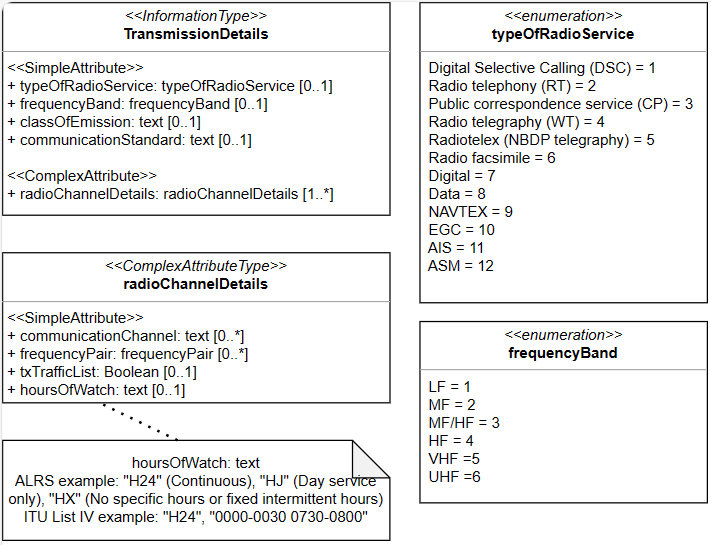 <<InformationType>>
TransmissionDetails
<<SimpleAttribute>>
+ typeOfRadioService: typeOfRadioService [0..1]
+ frequencyBand: frequencyBand [0..1]
+ classOfEmission: text [0..1]
+ communicationStandard: text [0..1]
<<ComplexAttribute>>
+ radioChannelDetails: radioChannelDetails [1..*]
<<ComplexAttributeType>>
radioChannelDetails
<<SimpleAttribute>>
+ communicationChannel: text [0..*]
+ frequencyPair: frequencyPair [0..*]
+ txTrafficList: Boolean [0..1]
+ hoursOfWatch: text [0..1]
hoursOfWatch: text
ALRS example: "H24" (Continuous), "HJ" (Day service
only), "HX" (No specific hours or fixed intermittent hours)
ITU List IV example: "H24", "0000-0030 0730-0800"
<<enumeration>>
typeOfRadioService
Digital Selective Calling (DSC) = 1
Radio telephony (RT) = 2
Public correspondence service (CP) = 3
Radio telegraphy (WT) = 4
Radiotelex (NBDP telegraphy) = 5
Radio facsimile = 6
Digital = 7
Data = 8
NAVTEX = 9
EGC = 10
AIS = 11
ASM = 12
<<enumeration>>
frequencyBand
LF = 1
MF = 2
MF/HF = 3
HF = 4
VHF =5
UHF =6